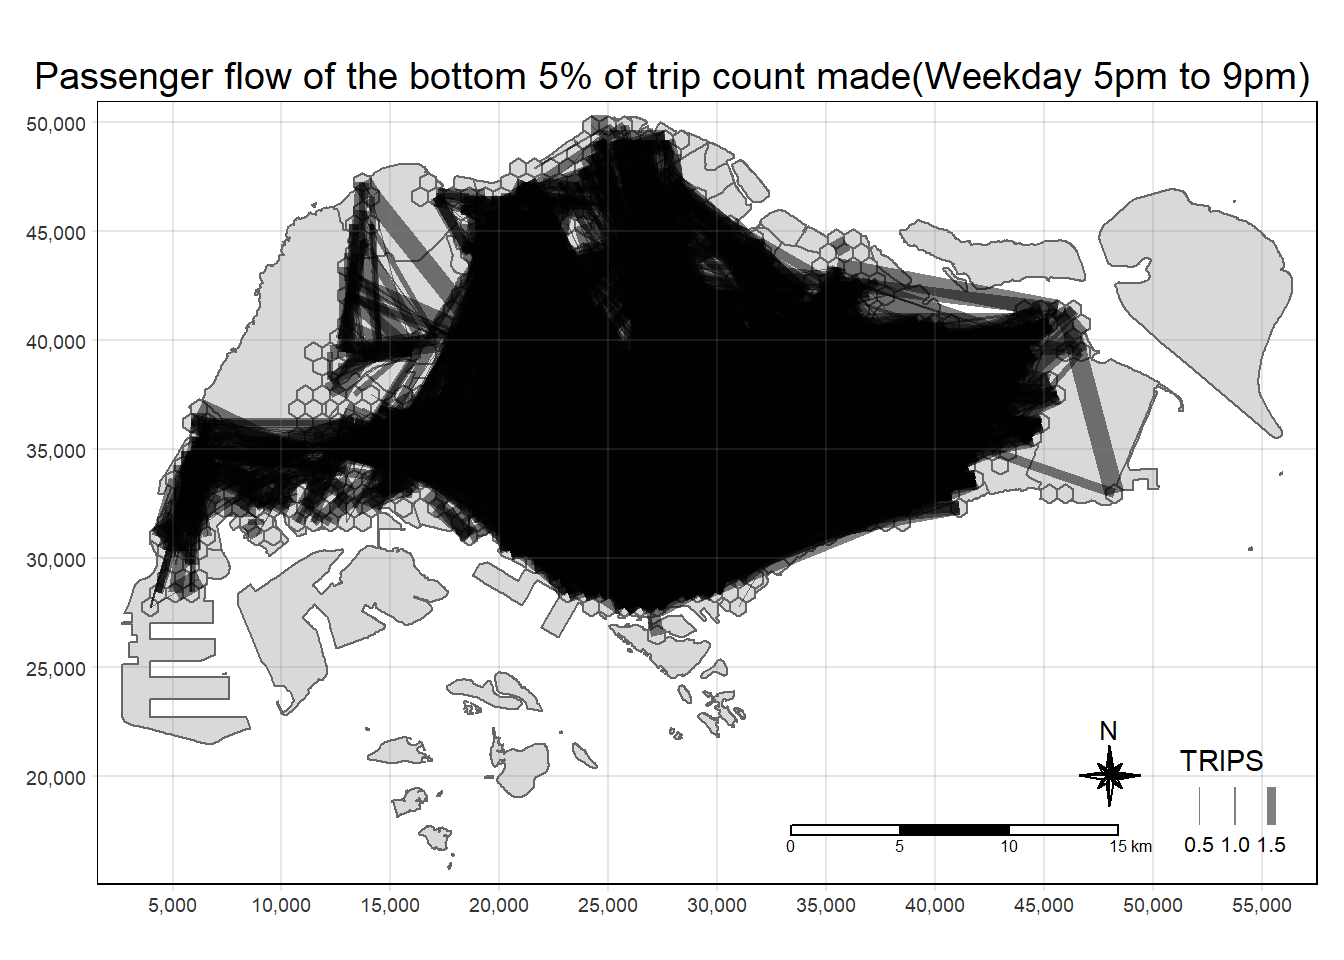 Passenger flow of the bottom 5% of trip count made(Weekday 5pm to 9pm)
50,000
45,000
40,000
35,000
30,000
25,000
20,000
N
TRIPS
0.5 1.0 1.5
0 5 10 15 km
5,000 10,000 15,000 20,000 25,000 30,000 35,000 40,000 45,000 50,000 55,000